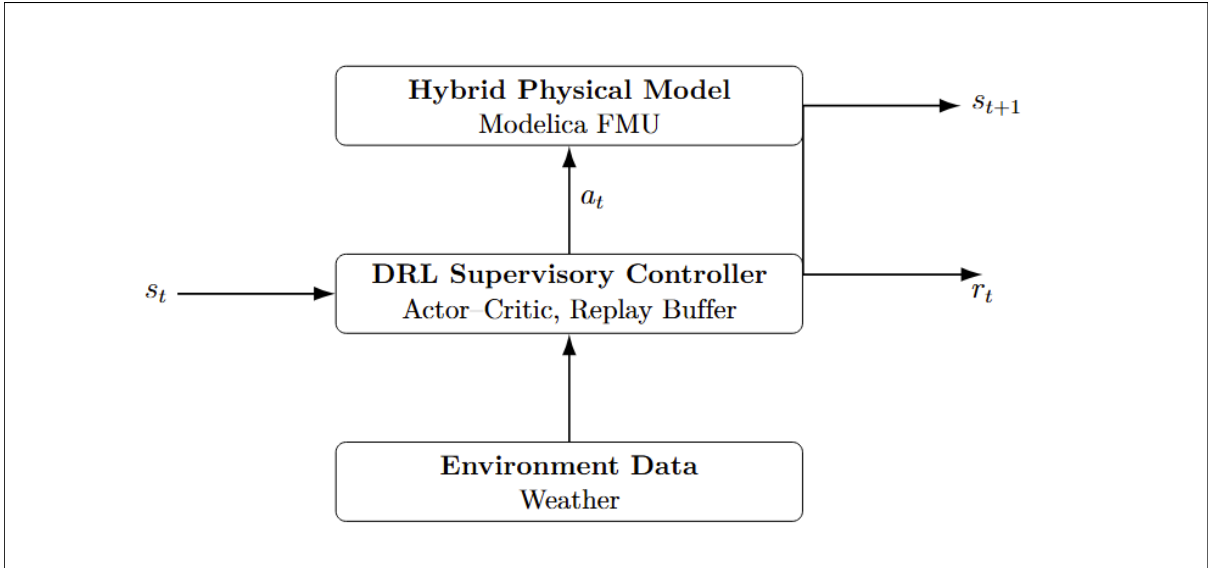 Hybrid Physical Model
Modelica FMU
s_{t+1}
a_t
DRL Supervisory Controller
Actor–Critic, Replay Buffer
s_t
r_t
Environment Data
Weather